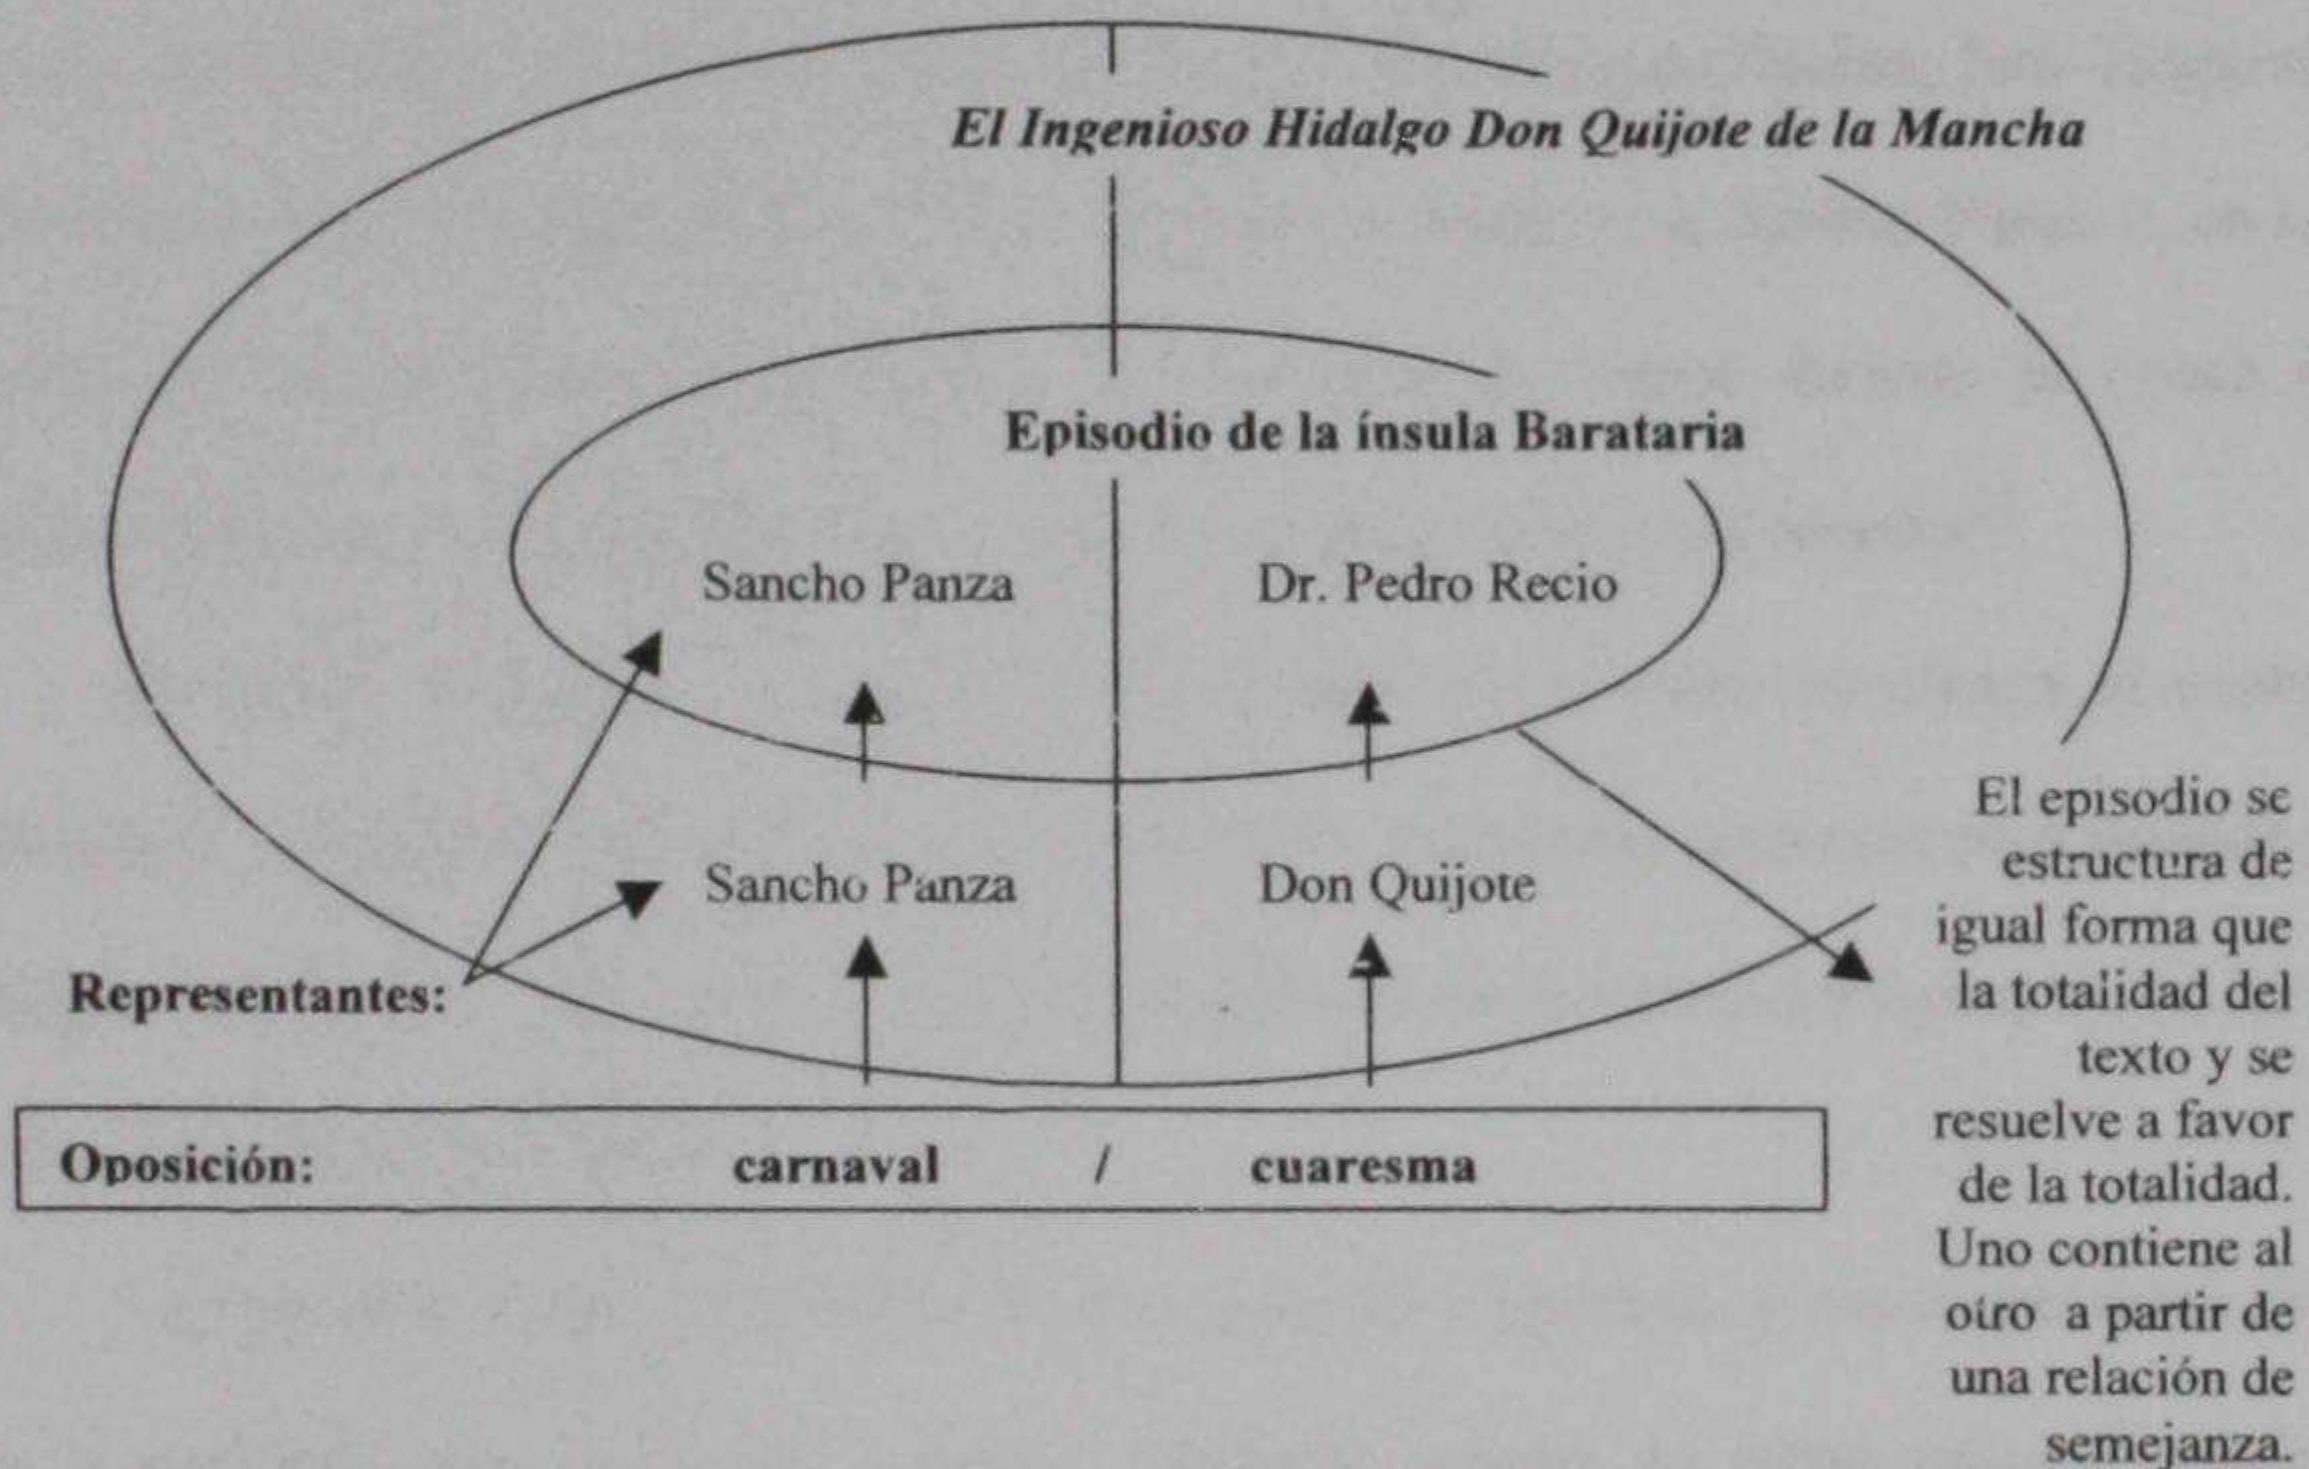 El Ingenioso Hidalgo Don Quijote de la Mancha
Episodio de la ínsula Barataria
Sancho Panza
Dr. Pedro Recio
Sancho Panza
Don Quijote
Representantes:
Oposición: carnaval / cuaresma
El episodio se
estructura de
igual forma que
la totalidad del
texto y se
resuelve a favor
de la totalidad.
Uno contiene al
otro a partir de
una relación de
semejanza.